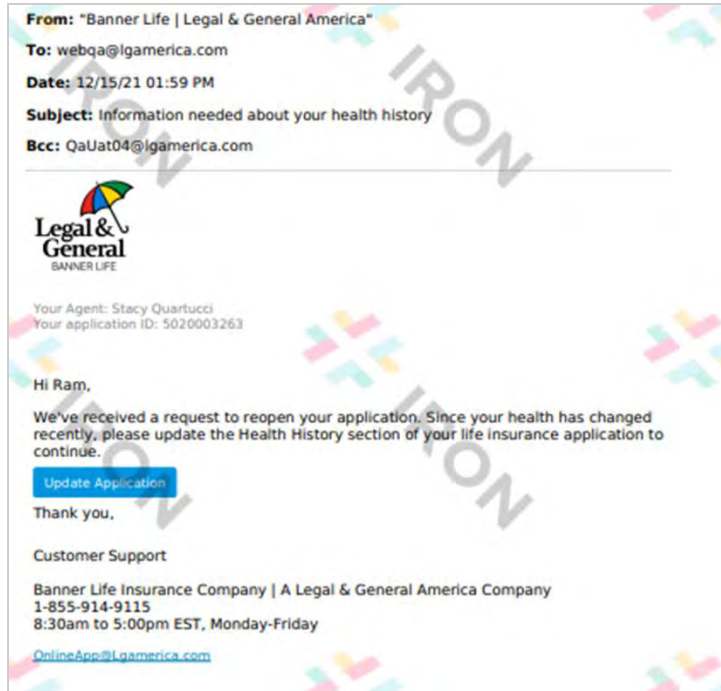 From: "Banner Life | Legal & General America"
To: webqa@lgamerica.com
Date: 12/15/21 01:59 PM
Subject: Information needed about your health history
Bcc: QaUat04@lgamerica.com
Legal &
General
BANNER LIFE
Your Agent: Stacy Quartucci
Your application ID: 5020003263
Hi Ram,
We've received a request to reopen your application. Since your health has changed
recently, please update the Health History section of your life insurance application to
continue.
Update Application
Thank you,
Customer Support
Banner Life Insurance Company | A Legal & General America Company
1-855-914-9115
8:30am to 5:00pm EST, Monday-Friday
OnlineApp@Lgamerica.com
IRON
IRON
IRON
IRON